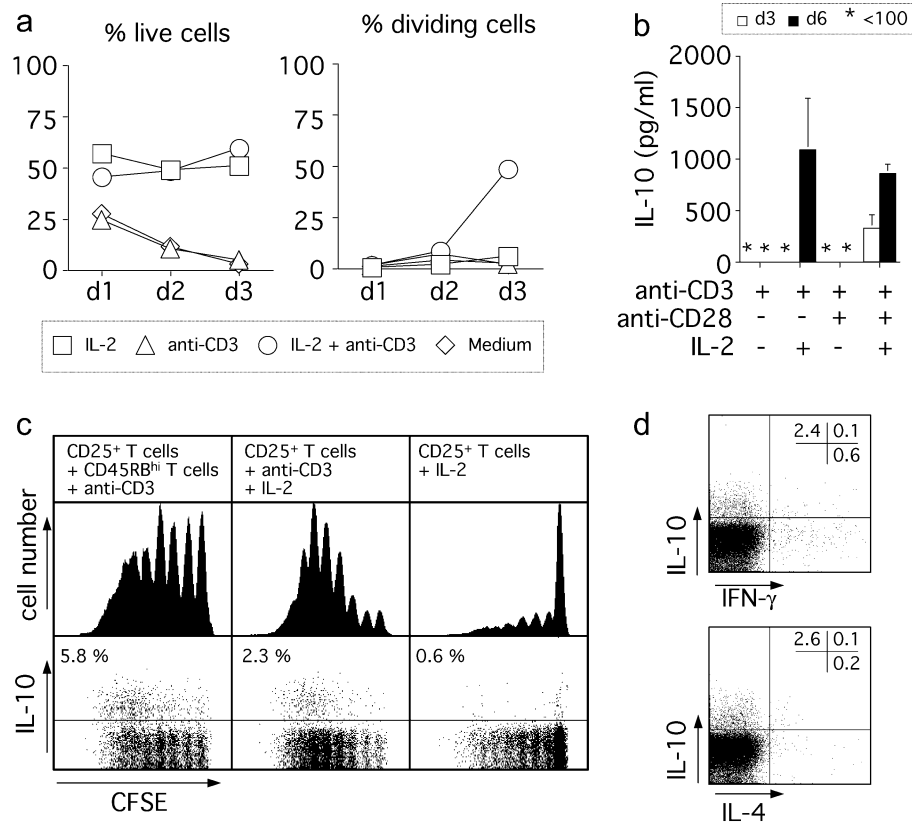 a
% live cells
% dividing cells
100
75
50
25
0
d1 d2 d3
100
75
50
25
0
d1 d2 d3
IL-2 anti-CD3 IL-2 + anti-CD3 Medium
b
d3 d6 * <100
IL-10 (pg/ml)
2000
1500
1000
500
0
* * * * *
anti-CD3 + + + +
anti-CD28 - - + +
IL-2 - + - +
c
CD25+ T cells
+ CD45RBhi T cells
+ anti-CD3
CD25+ T cells
+ anti-CD3
+ IL-2
CD25+ T cells
+ IL-2
cell number
IL-10
5.8 %
2.3 %
0.6 %
CFSE
d
2.4 0.1
0.6
IL-10
IFN-γ
2.6 0.1
0.2
IL-10
IL-4